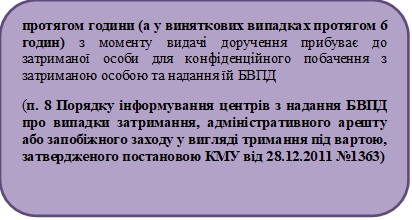 протягом години (а у виняткових випадках протягом 6
годин) з моменту видачі доручення прибуває до
затриманої особи для конфіденційного побачення з
затриманою особою та надання їй БВПД
(п. 8 Порядку інформування центрів з надання БВПД
про випадки затримання, адміністративного арешту
або запобіжного заходу у вигляді тримання під вартою,
затвердженого постановою КМУ від 28.12.2011 №1363)